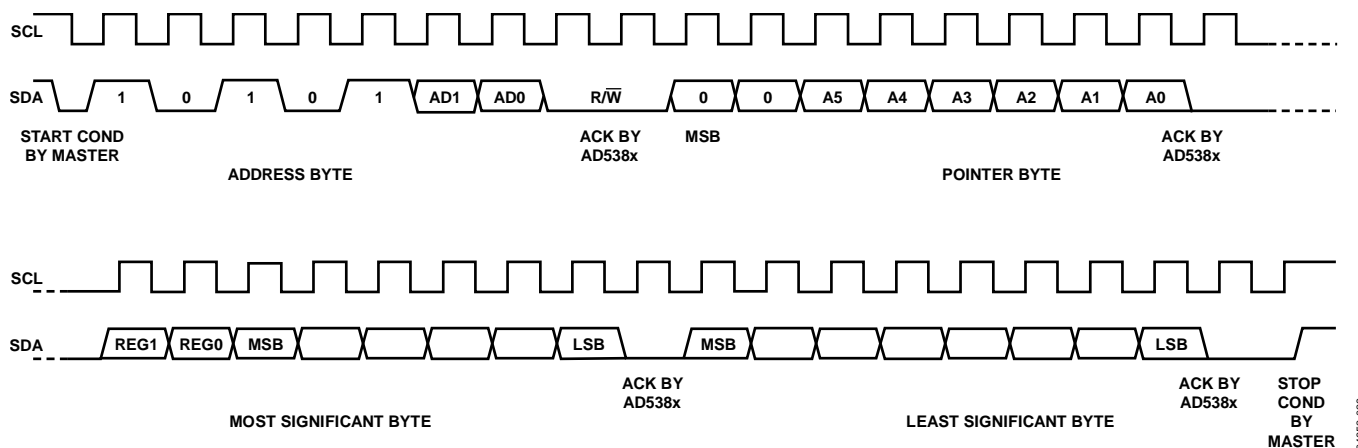 SCL
SDA 1 0 1 0 1 AD1 AD0 R/W̅ 0 0 A5 A4 A3 A2 A1 A0
START COND BY MASTER
ACK BY AD538x
MSB
ACK BY AD538x
ADDRESS BYTE
POINTER BYTE
SCL
SDA REG1 REG0 MSB LSB MSB LSB
ACK BY AD538x
ACK BY AD538x
STOP COND BY MASTER
MOST SIGNIFICANT BYTE
LEAST SIGNIFICANT BYTE